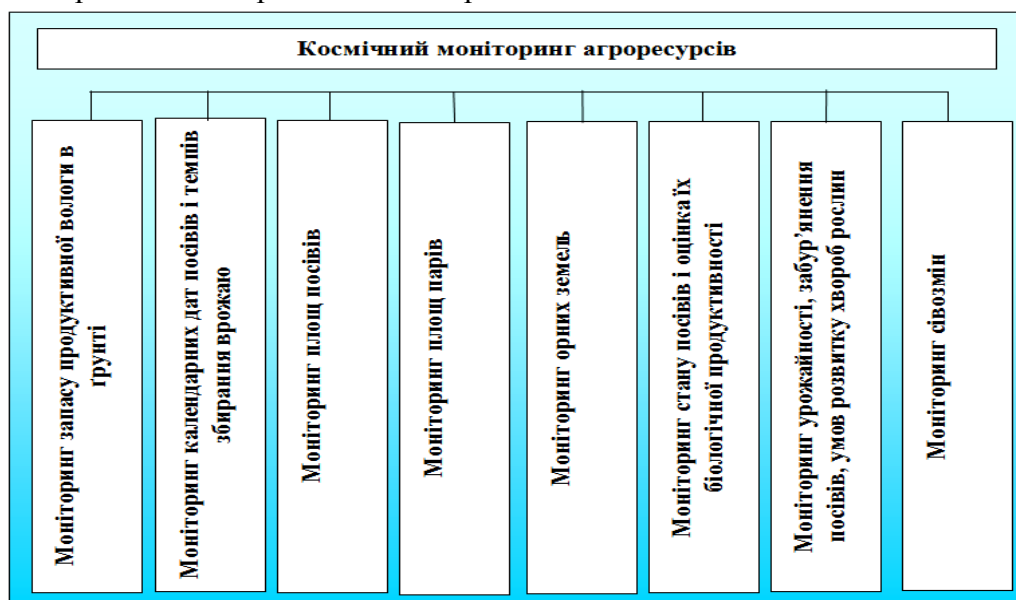 Космічний моніторинг агроресурсів
Моніторинг запасу продуктивної вологи в
ґрунті
Моніторинг календарних дат посівів і темпів
збирання врожаю
Моніторинг площ посівів
Моніторинг площ парів
Моніторинг орних земель
Моніторинг стану посівів і оцінка їх
біологічної продуктивності
Моніторинг урожайності, забур’янення
посівів, умов розвитку хвороб рослин
Моніторинг сівозмін